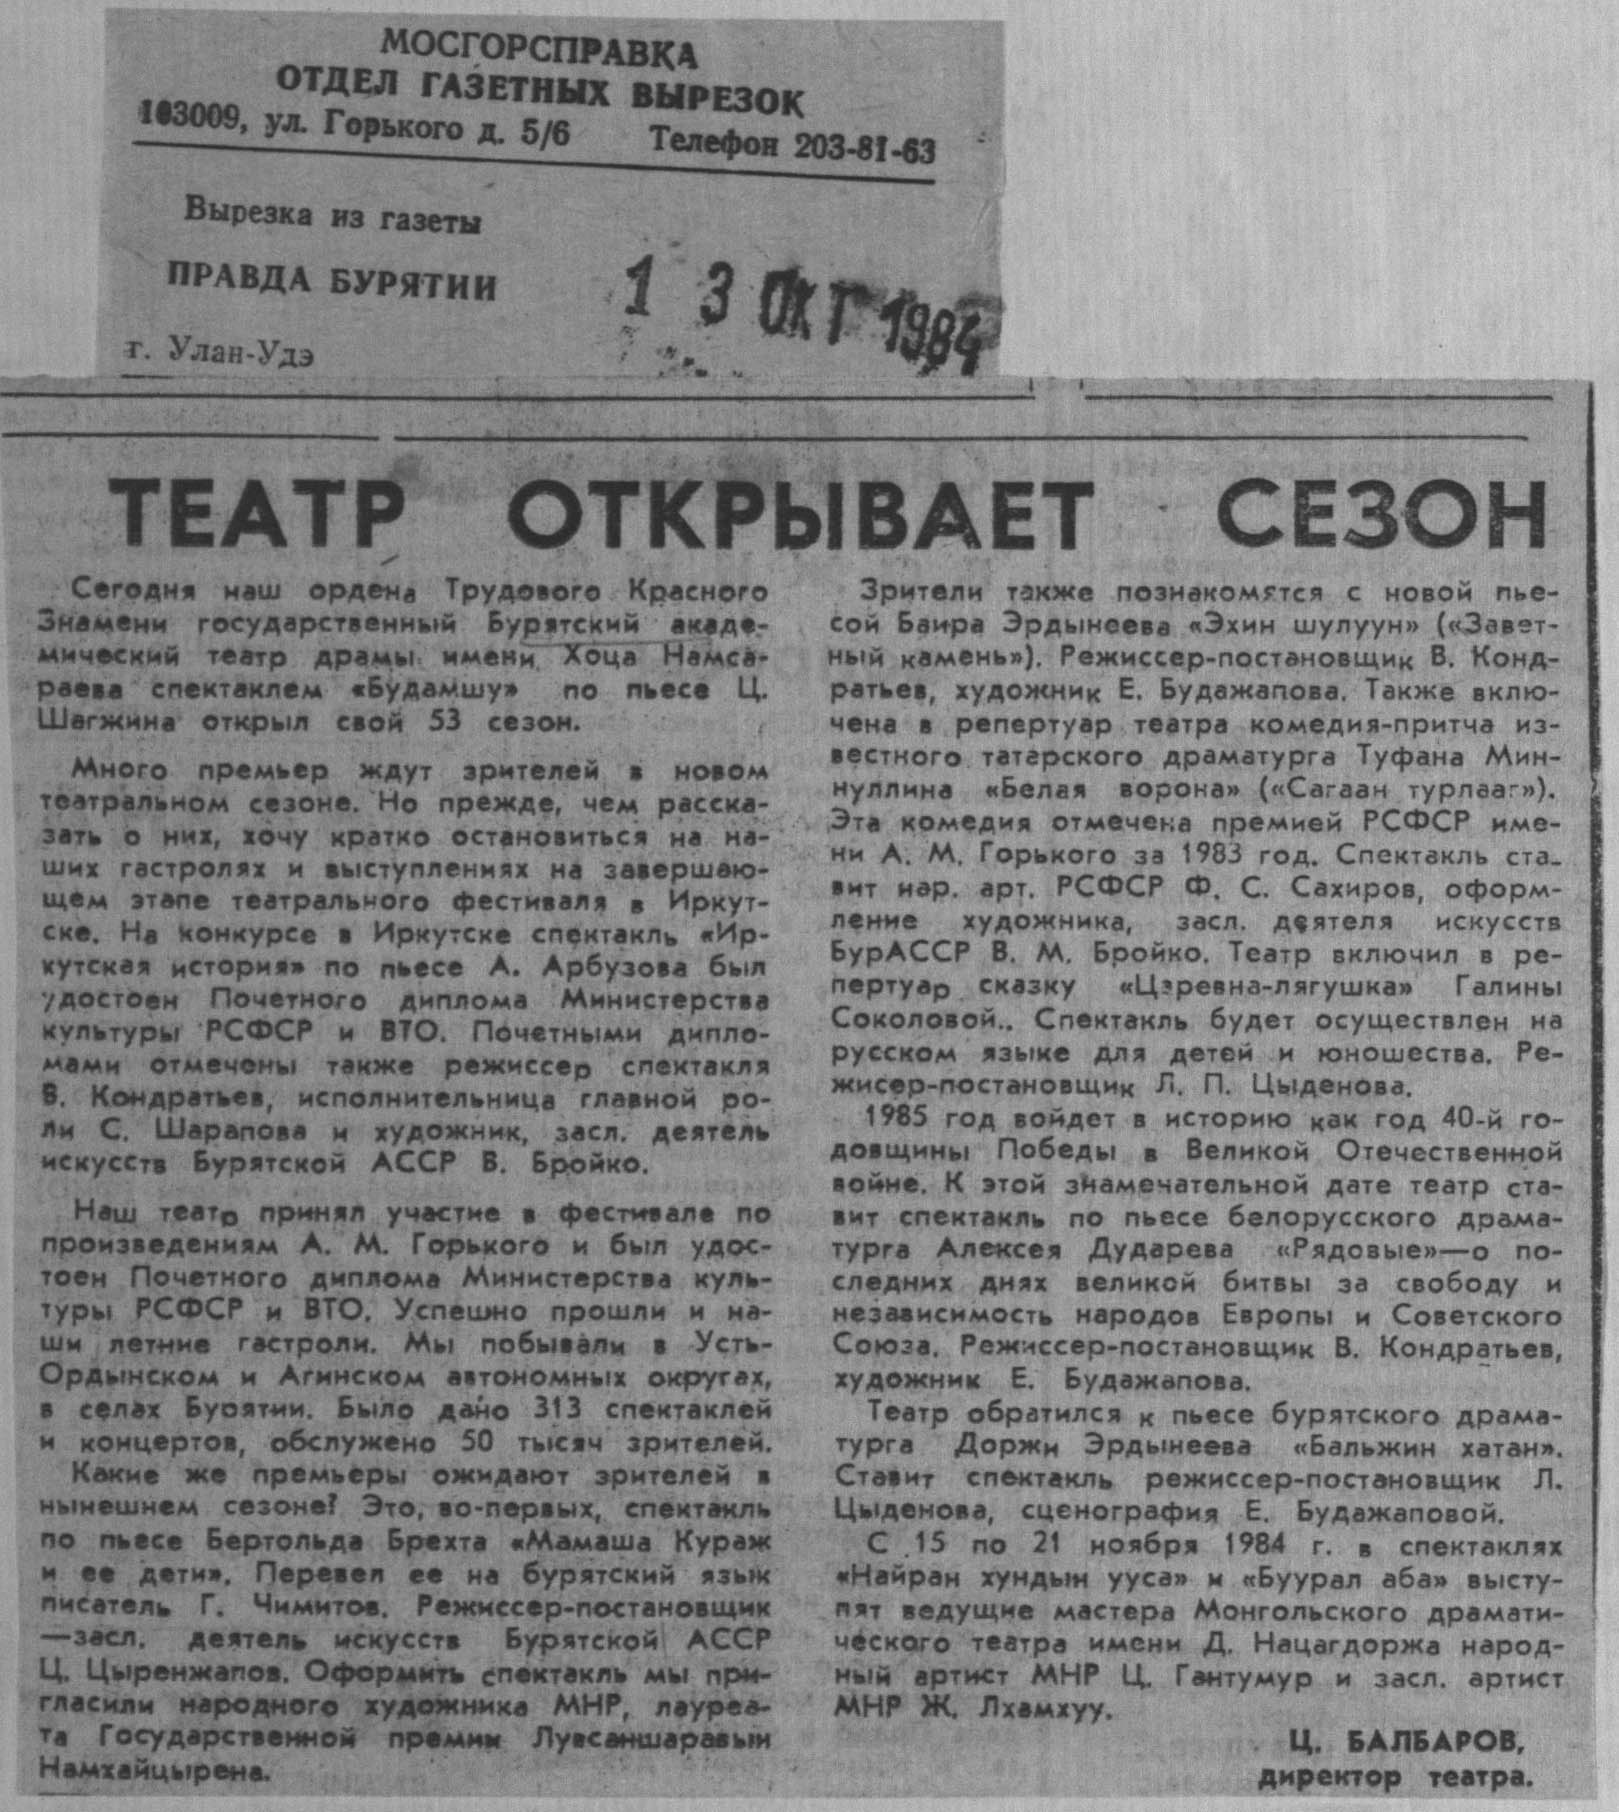 МОСГОРСПРАВКА
ОТДЕЛ ГАЗЕТНЫХ ВЫРЕЗОК
103009, ул. Горького д. 5/6 Телефон 203-81-63
Вырезка из газеты
ПРАВДА БУРЯТИИ
13 ОКТ 1984
г. Улан-Удэ
ТЕАТР ОТКРЫВАЕТ СЕЗОН
Сегодня наш ордена Трудового Красного
Знамени государственный Бурятский акаде-
мический театр драмы имени Хоца Намса-
раева спектаклем «Будамшу» по пьесе Ц.
Шагжина открыл свой 53 сезон.
Много премьер ждут зрителей в новом
театральном сезоне. Но прежде, чем расска-
зать о них, хочу кратко остановиться на на-
ших гастролях и выступлениях на завершаю-
щем этапе театрального фестиваля в Иркут-
ске. На конкурсе в Иркутске спектакль «Ир-
кутская история» по пьесе А. Арбузова был
удостоен Почетного диплома Министерства
культуры РСФСР и ВТО. Почетными дипло-
мами отмечены также режиссер спектакля
В. Кондратьев, исполнительница главной ро-
ли С. Шарапова и художник, засл. деятель
искусств Бурятской АССР В. Бройко.
Наш театр принял участие в фестивале по
произведениям А. М. Горького и был удос-
тоен Почетного диплома Министерства куль-
туры РСФСР и ВТО. Успешно прошли и на-
ши летние гастроли. Мы побывали в Усть-
Ордынском и Агинском автономных округах,
в селах Бурятии. Было дано 313 спектаклей
и концертов, обслужено 50 тысяч зрителей.
Какие же премьеры ожидают зрителей в
нынешнем сезоне? Это, во-первых, спектакль
по пьесе Бертольда Брехта «Мамаша Кураж
и ее дети». Перевел ее на бурятский язык
писатель Г. Чимитов. Режиссер-постановщик
—засл. деятель искусств Бурятской АССР
Ц. Цыренжапов. Оформить спектакль мы при-
гласили народного художника МНР, лауреа-
та Государственной премии Лувсаншаравын
Намхайцырена.
Зрители также познакомятся с новой пье-
сой Баира Эрдынеева «Эхин шулуун» («Завет-
ный камень»). Режиссер-постановщик В. Конд-
ратьев, художник Е. Будажапова. Также вклю-
чена в репертуар театра комедия-притча из-
вестного татарского драматурга Туфана Мин-
нуллина «Белая ворона» («Сагаан турлааг»).
Эта комедия отмечена премией РСФСР име-
ни А. М. Горького за 1983 год. Спектакль ста-
вит нар. арт. РСФСР Ф. С. Сахиров, оформ-
ление художника, засл. деятеля искусств
БурАССР В. М. Бройко. Театр включил в ре-
пертуар сказку «Царевна-лягушка» Галины
Соколовой.. Спектакль будет осуществлен на
русском языке для детей и юношества. Ре-
жисер-постановщик Л. П. Цыденова.
1985 год войдет в историю как год 40-й го-
довщины Победы в Великой Отечественной
войне. К этой знамечательной дате театр ста-
вит спектакль по пьесе белорусского драма-
турга Алексея Дударева «Рядовые»—о по-
следних днях великой битвы за свободу и
независимость народов Европы и Советского
Союза. Режиссер-постановщик В. Кондратьев,
художник Е. Будажапова.
Театр обратился к пьесе бурятского драма-
турга Доржи Эрдынеева «Бальжин хатан».
Ставит спектакль режиссер-постановщик Л.
Цыденова, сценография Е. Будажаповой.
С 15 по 21 ноября 1984 г. в спектаклях
«Найран хундын ууса» и «Буурал аба» высту-
пят ведущие мастера Монгольского драмати-
ческого театра имени Д. Нацагдоржа народ-
ный артист МНР Ц. Гантумур и засл. артист
МНР Ж. Лхамхуу.
Ц. БАЛБАРОВ,
директор театра.